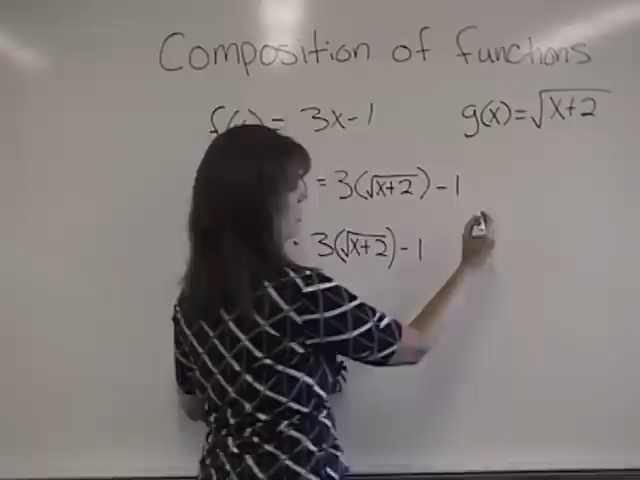 Composition of functions
f(x) = 3x-1 g(x)=√(x+2)
= 3(√(x+2)) - 1
3(√(x+2)) - 1